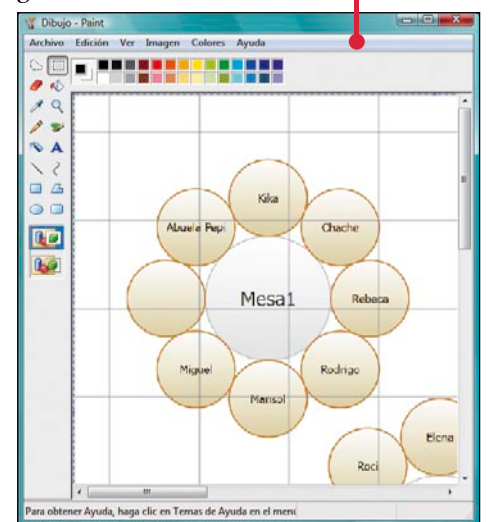 Dibujo - Paint
Archivo Edición Ver Imagen Colores Ayuda
A
Kika
Abuela Pepi
Chache
Mesa1
Rebeca
Miguel
Rodrigo
Marisol
Elena
Roci
Para obtener Ayuda, haga clic en Temas de Ayuda en el menú